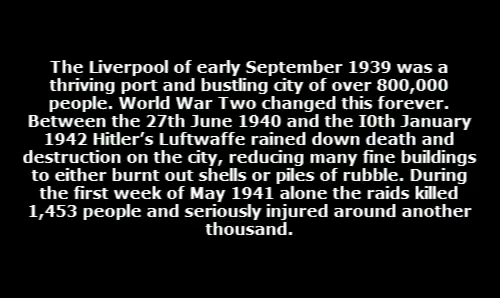 The Liverpool of early September 1939 was a
thriving port and bustling city of over 800,000
people. World War Two changed this forever.
Between the 27th June 1940 and the I0th January
1942 Hitler’s Luftwaffe rained down death and
destruction on the city, reducing many fine buildings
to either burnt out shells or piles of rubble. During
the first week of May 1941 alone the raids killed
1,453 people and seriously injured around another
thousand.